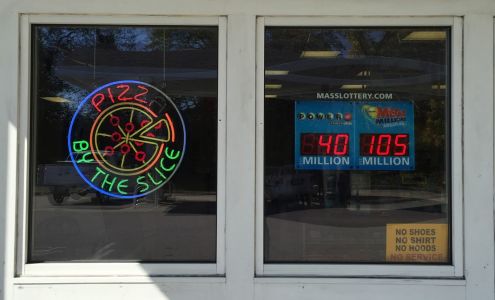 PIZZA
BY THE SLICE
MASSLOTTERY.COM
POWERBALL
40
MILLION
MEGA
MILLIONS
105
MILLION
NO SHOES
NO SHIRT
NO HOODS
NO SERVICE